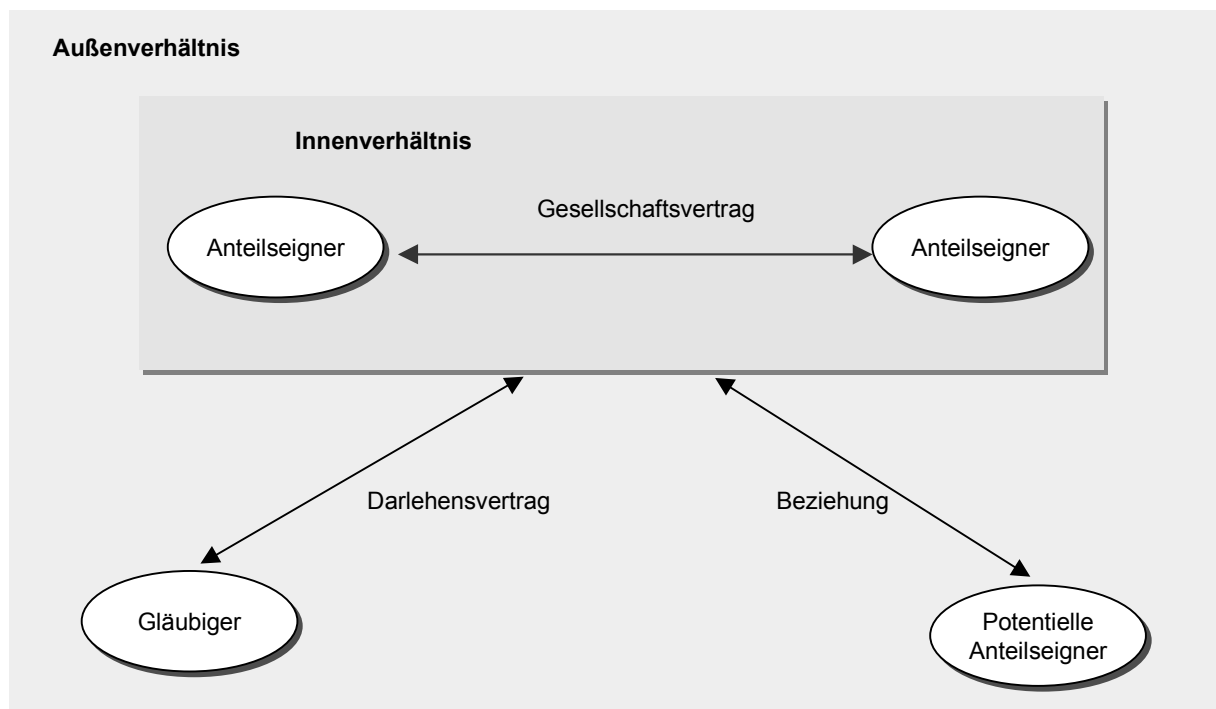 Außenverhältnis
Innenverhältnis
Gesellschaftsvertrag
Anteilseigner
Anteilseigner
Darlehensvertrag
Beziehung
Gläubiger
Potentielle
Anteilseigner